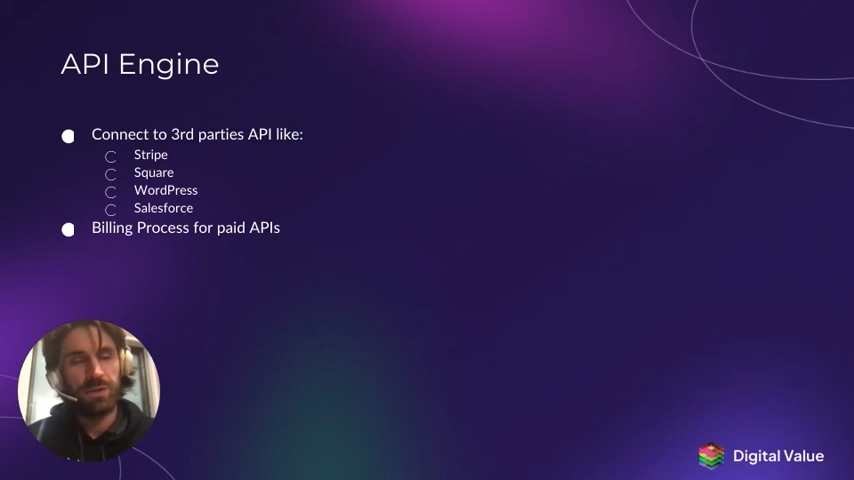 API Engine
Connect to 3rd parties API like:
Stripe
Square
WordPress
Salesforce
Billing Process for paid APIs
Digital Value